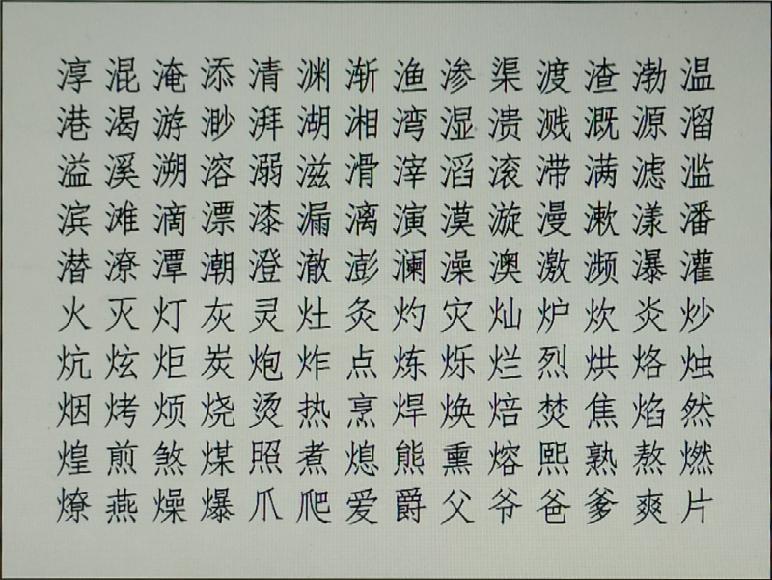 淳混淹添清渊渐渔渗渠渡渣渤温
港渴游渺湃湖湘湾湿溃溅溉源溜
溢溪溯溶溺滋滑滓滔滚滞满滤滥
滨滩滴漂漆漏漓演漠漩漫漱漾潘
潜潦潭潮澄澈澎澜澡澳激濒瀑灌
火灭灯灰灵灶灸灼灾灿炉炊炎炒
炕炫炬炭炮炸点炼烁烂烈烘烙烛
烟烤烦烧烫热烹焊焕焙焚焦焰然
煌煎煞煤照煮熄熊熏熔熙熟熬燃
燎燕燥爆爪爬爱爵父爷爸爹爽片